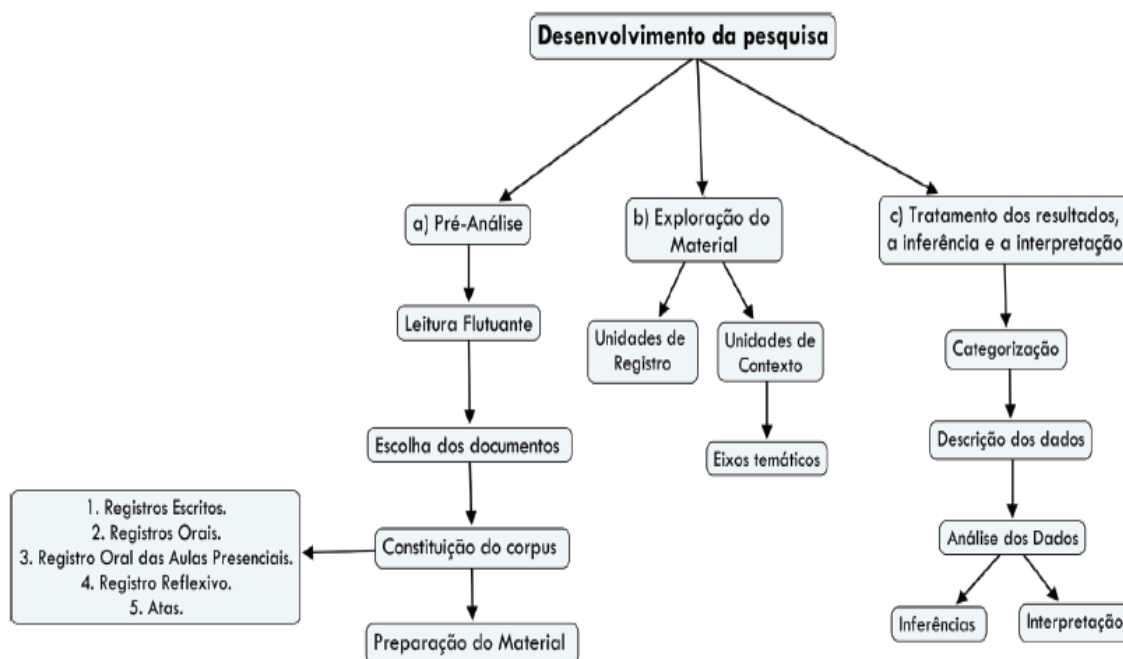 Desenvolvimento da pesquisa
a) Pré-Análise
Leitura Flutuante
Escolha dos documentos
Constituição do corpus
1. Registros Escritos.
2. Registros Orais.
3. Registro Oral das Aulas Presenciais.
4. Registro Reflexivo.
5. Atas.
Preparação do Material
b) Exploração do
Material
Unidades de
Registro
Unidades de
Contexto
Eixos temáticos
c) Tratamento dos resultados,
a inferência e a interpretação
Categorização
Descrição dos dados
Análise dos Dados
Inferências
Interpretação